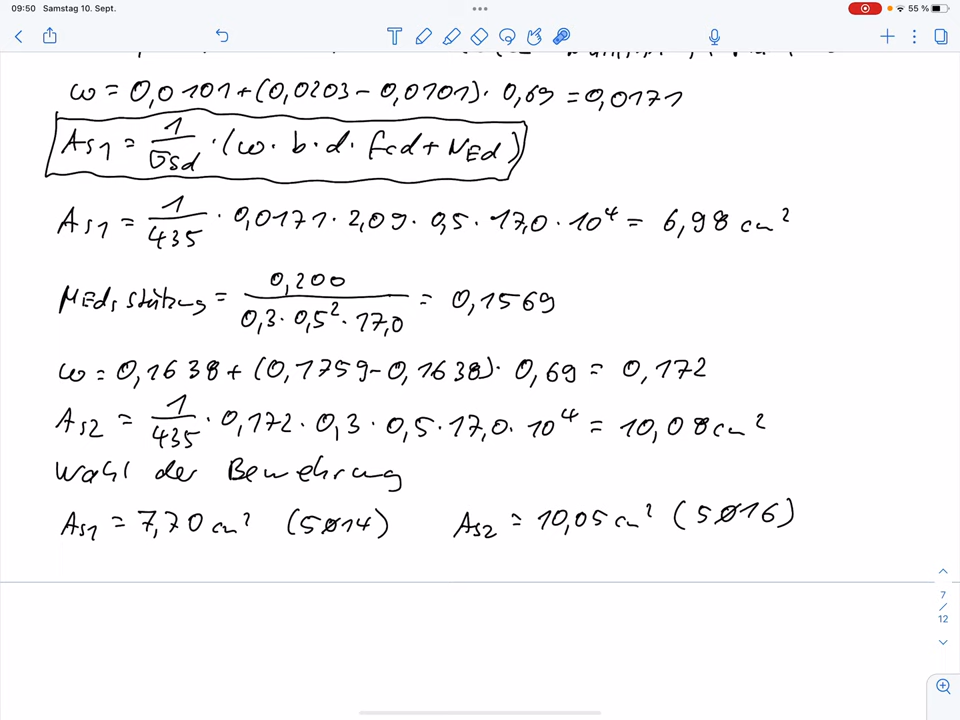 09:50 Samstag 10. Sept.
55 %
ω = 0,0101 + (0,0203 - 0,0101) · 0,69 = 0,0171
As1 = 1/σsd · (ω · b · d · fcd + NEd)
As1 = 1/435 · 0,0171 · 2,09 · 0,5 · 17,0 · 10⁴ = 6,98 cm²
μEds,stützung = 0,200 / (0,3 · 0,5² · 17,0) = 0,1569
ω = 0,1638 + (0,1759 - 0,1638) · 0,69 = 0,172
As2 = 1/435 · 0,172 · 0,3 · 0,5 · 17,0 · 10⁴ = 10,08 cm²
Wahl der Bewehrung
As1 = 7,70 cm² (5ø14) As2 = 10,05 cm² (5ø16)
7
/
12